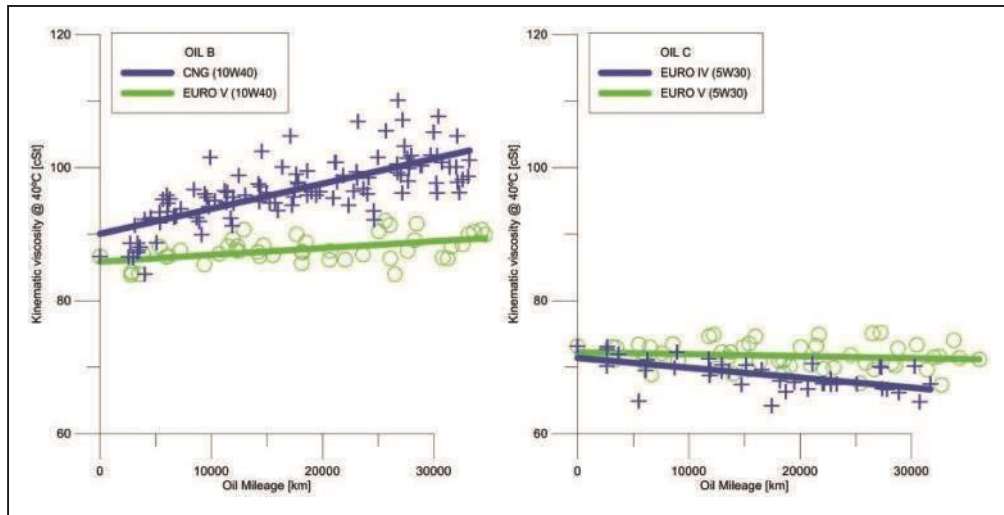 120
OIL B
CNG (10W40)
EURO V (10W40)
100
80
60
Kinematic viscosity @ 40ºC [cSt]
0
10000
20000
30000
Oil Mileage [km]
120
OIL C
EURO IV (5W30)
EURO V (5W30)
100
80
60
Kinematic viscosity @ 40ºC [cSt]
0
10000
20000
30000
Oil Mileage [km]